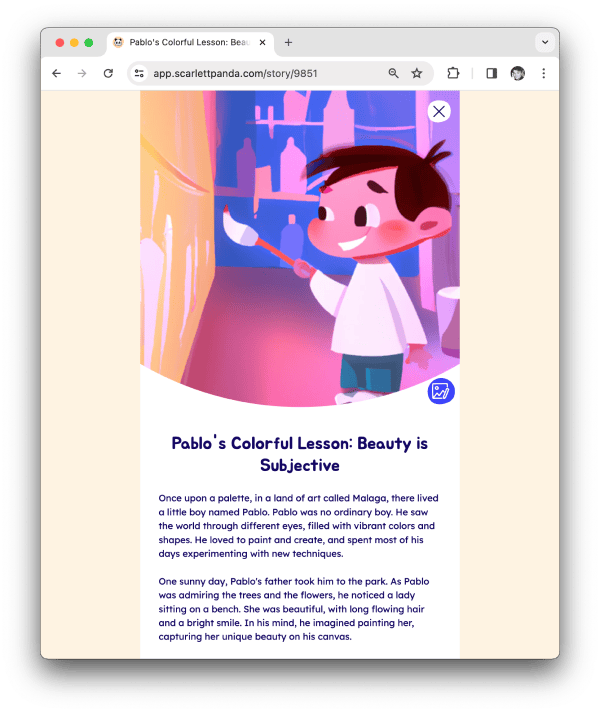 Pablo's Colorful Lesson: Beau
app.scarlettpanda.com/story/9851
Pablo's Colorful Lesson: Beauty is
Subjective
Once upon a palette, in a land of art called Malaga, there lived
a little boy named Pablo. Pablo was no ordinary boy. He saw
the world through different eyes, filled with vibrant colors and
shapes. He loved to paint and create, and spent most of his
days experimenting with new techniques.
One sunny day, Pablo's father took him to the park. As Pablo
was admiring the trees and the flowers, he noticed a lady
sitting on a bench. She was beautiful, with long flowing hair
and a bright smile. In his mind, he imagined painting her,
capturing her unique beauty on his canvas.